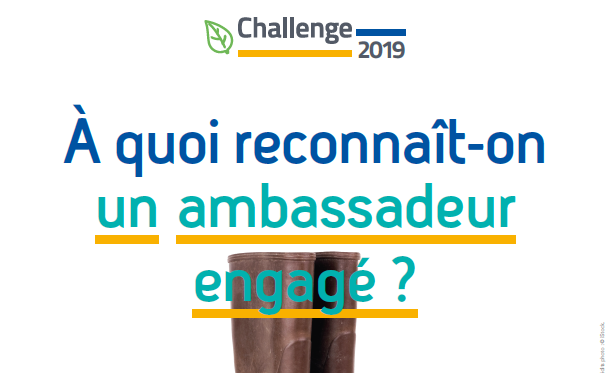 Challenge
2019
À quoi reconnaît-on
un ambassadeur
engagé ?